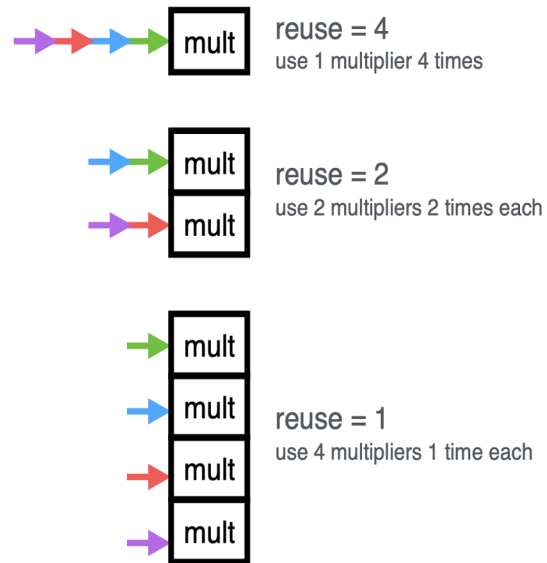 mult
reuse = 4
use 1 multiplier 4 times
mult
mult
reuse = 2
use 2 multipliers 2 times each
mult
mult
mult
mult
reuse = 1
use 4 multipliers 1 time each